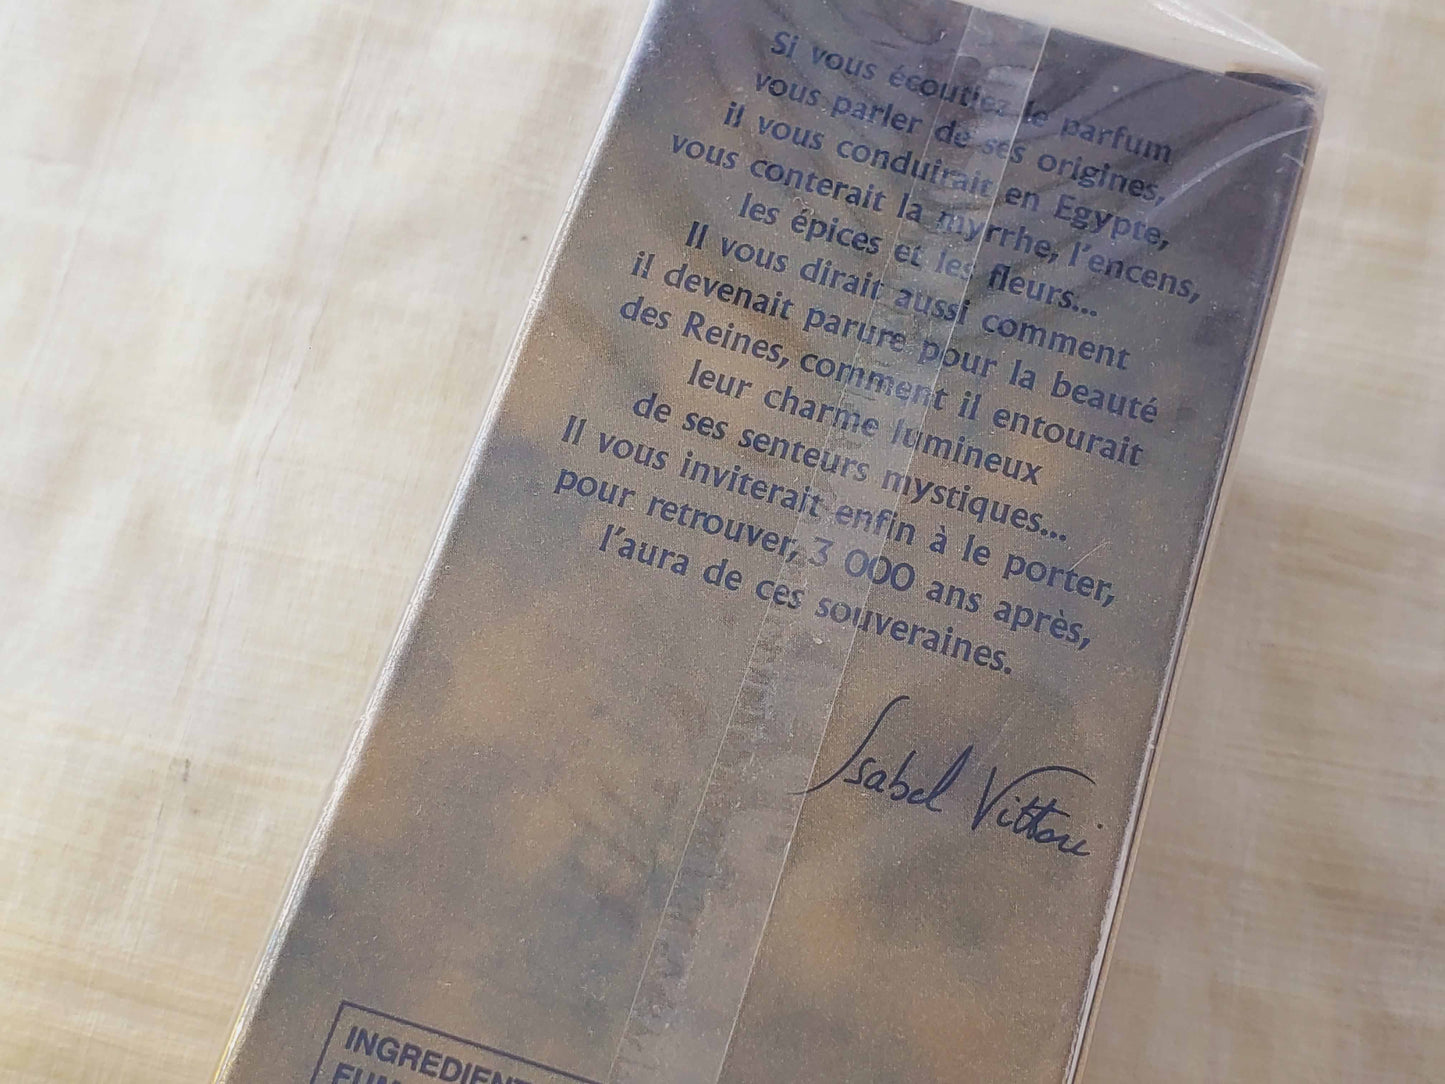 Si vous écoutiez le parfum
vous parler de ses origines,
il vous conduirait en Egypte,
vous conterait la myrrhe, l'encens,
les épices et les fleurs...
Il vous dirait aussi comment
il devenait parure pour la beauté
des Reines, comment il entourait
leur charme lumineux
de ses senteurs mystiques...
Il vous inviterait enfin à le porter,
pour retrouver, 3 000 ans après,
l'aura de ces souveraines.
Isabel Vittori
INGREDIENT